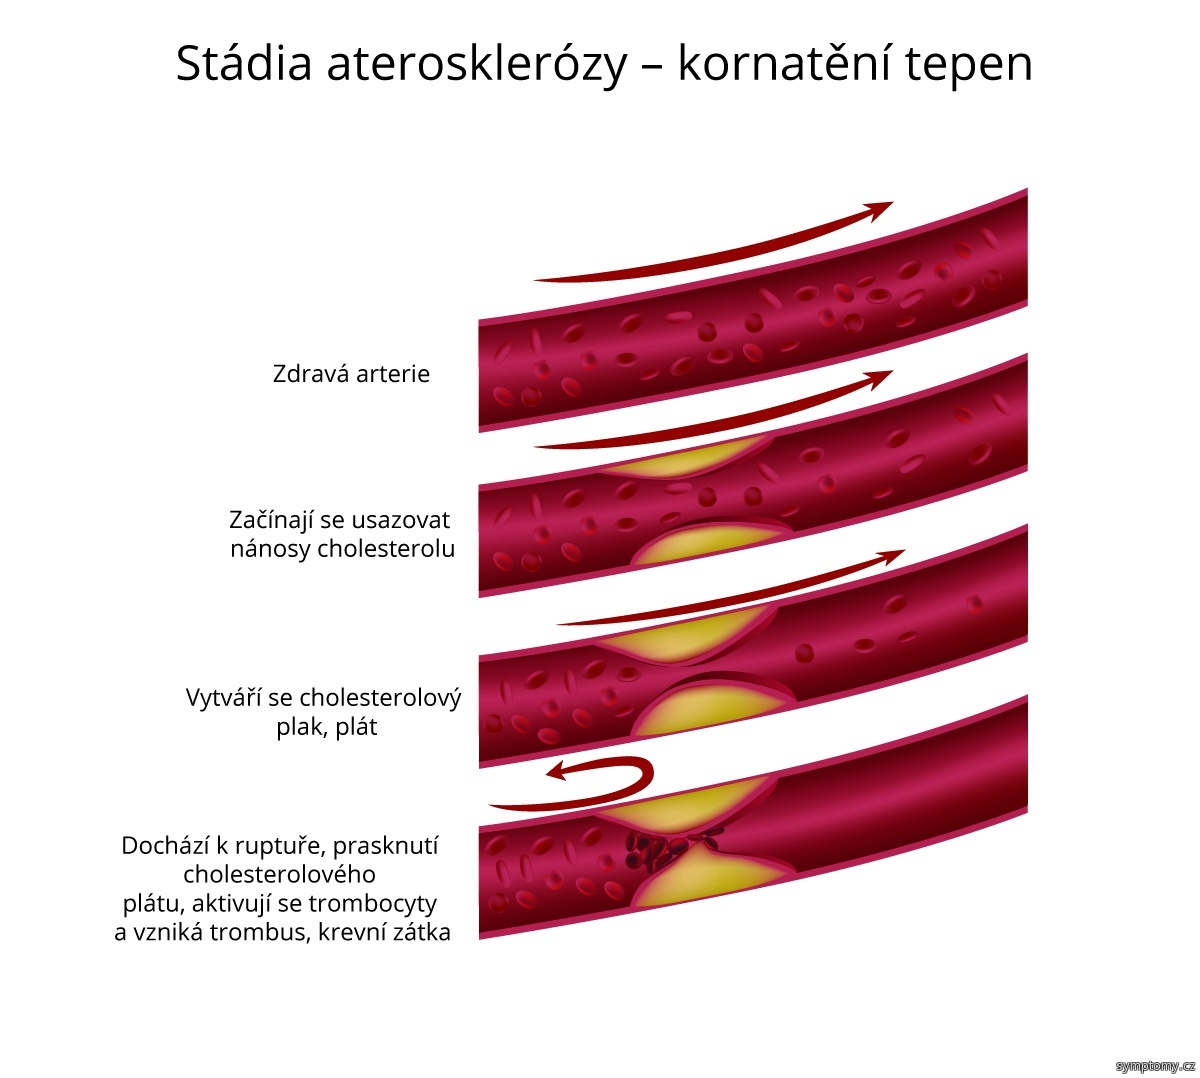 Stádia aterosklerózy – kornatění tepen
Zdravá arterie
Začínají se usazovat
nánosy cholesterolu
Vytváří se cholesterolový
plak, plát
Dochází k ruptuře, prasknutí
cholesterolového
plátu, aktivují se trombocyty
a vzniká trombus, krevní zátka
symptomy.cz